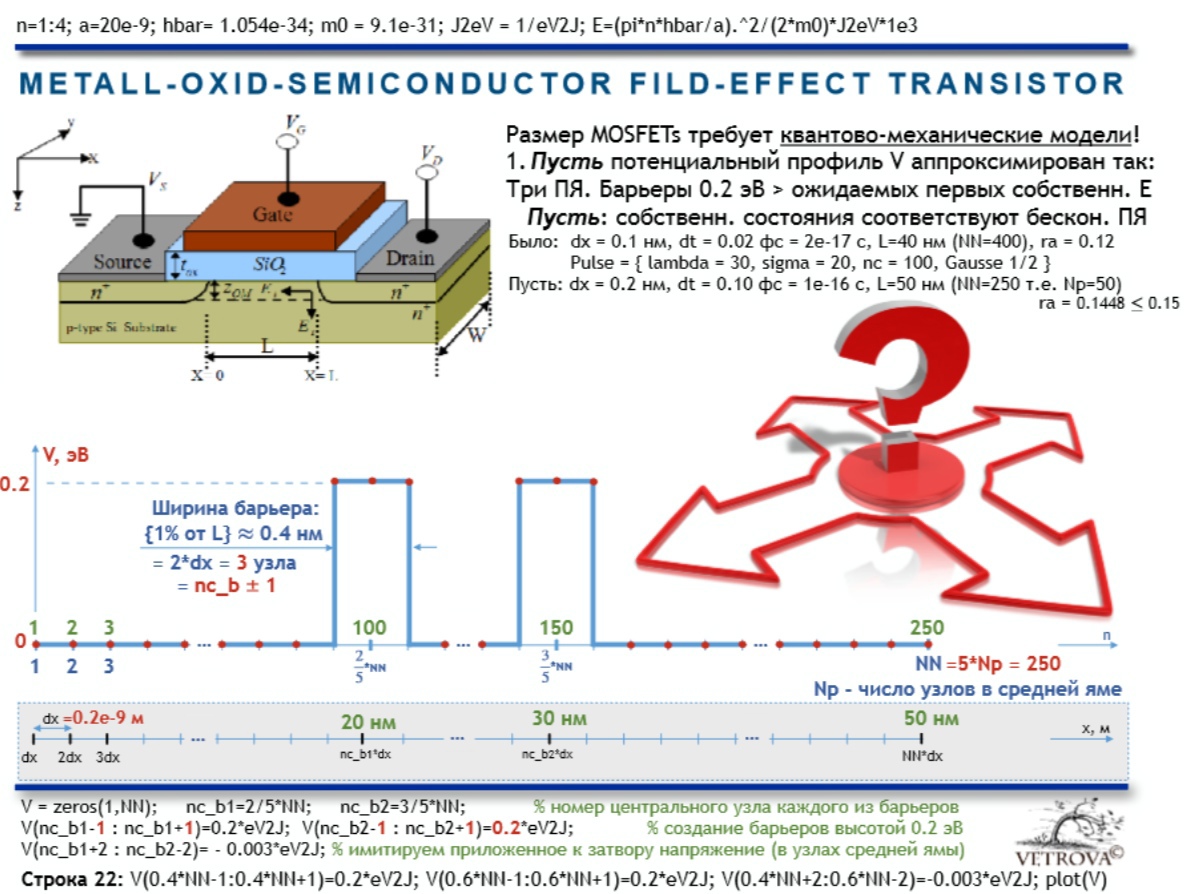 n=1:4; a=20e-9; hbar= 1.054e-34; m0 = 9.1e-31; J2eV = 1/eV2J; E=(pi*n*hbar/a).^2/(2*m0)*J2eV*1e3
METALL-OXID-SEMICONDUCTOR FILD-EFFECT TRANSISTOR
Размер MOSFETs требует квантово-механические модели!
1. Пусть потенциальный профиль V аппроксимирован так:
Три ПЯ. Барьеры 0.2 эВ > ожидаемых первых собственн. E
Пусть: собственн. состояния соответствуют бескон. ПЯ
Было: dx = 0.1 нм, dt = 0.02 фс = 2e-17 с, L=40 нм (NN=400), ra = 0.12
Pulse = { lambda = 30, sigma = 20, nc = 100, Gausse 1/2 }
Пусть: dx = 0.2 нм, dt = 0.10 фс = 1e-16 с, L=50 нм (NN=250 т.е. Np=50)
ra = 0.1448 ≤ 0.15
y
x
z
V_S
V_G
V_D
Gate
Source
SiO2
Drain
n+
n+
n+
p-type Si Substrate
L
W
X=0
X=L
?
V, эВ
0.2
Ширина барьера:
{1% от L} ≈ 0.4 нм
= 2*dx = 3 узла
= nc_b ± 1
0
1 2 3 100 150 250
n
1 2 3 ... 2/5*NN ... 3/5*NN ...
NN =5*Np = 250
Np - число узлов в средней яме
dx =0.2e-9 м 20 нм 30 нм 50 нм
x, м
dx 2dx 3dx ... nc_b1*dx ... nc_b2*dx ... NN*dx
V = zeros(1,NN); nc_b1=2/5*NN; nc_b2=3/5*NN; % номер центрального узла каждого из барьеров
V(nc_b1-1 : nc_b1+1)=0.2*eV2J; V(nc_b2-1 : nc_b2+1)=0.2*eV2J; % создание барьеров высотой 0.2 эВ
V(nc_b1+2 : nc_b2-2)= - 0.003*eV2J; % имитируем приложенное к затвору напряжение (в узлах средней ямы)
VETROVA©
Строка 22: V(0.4*NN-1:0.4*NN+1)=0.2*eV2J; V(0.6*NN-1:0.6*NN+1)=0.2*eV2J; V(0.4*NN+2:0.6*NN-2)=-0.003*eV2J; plot(V)